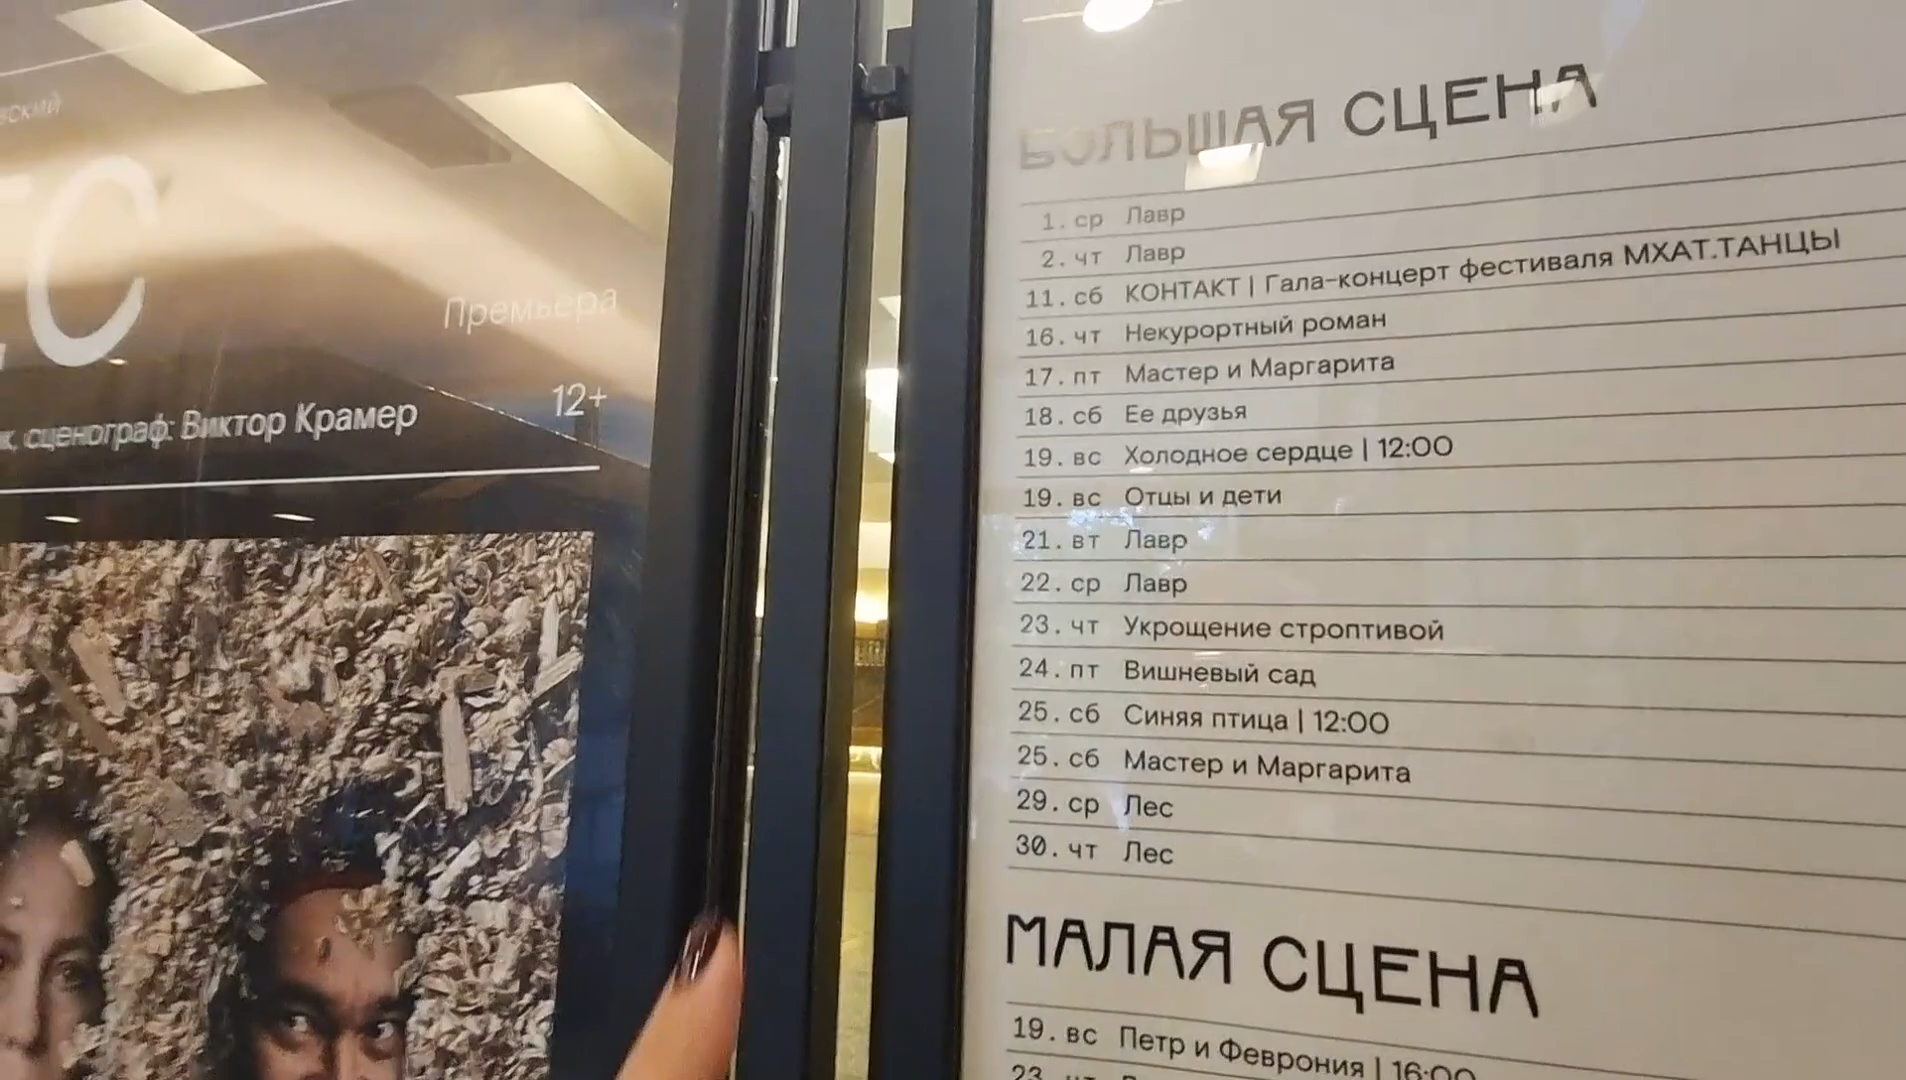 Премьера
12+
сценограф: Виктор Крамер
БОЛЬШАЯ СЦЕНА
1. ср Лавр
2. чт Лавр
11. сб КОНТАКТ | Гала-концерт фестиваля МХАТ.ТАНЦЫ
16. чт Некурортный роман
17. пт Мастер и Маргарита
18. сб Ее друзья
19. вс Холодное сердце | 12:00
19. вс Отцы и дети
21. вт Лавр
22. ср Лавр
23. чт Укрощение строптивой
24. пт Вишневый сад
25. сб Синяя птица | 12:00
25. сб Мастер и Маргарита
29. ср Лес
30. чт Лес
МАЛАЯ СЦЕНА
19. вс Петр и Феврония | 16:00
23. чт